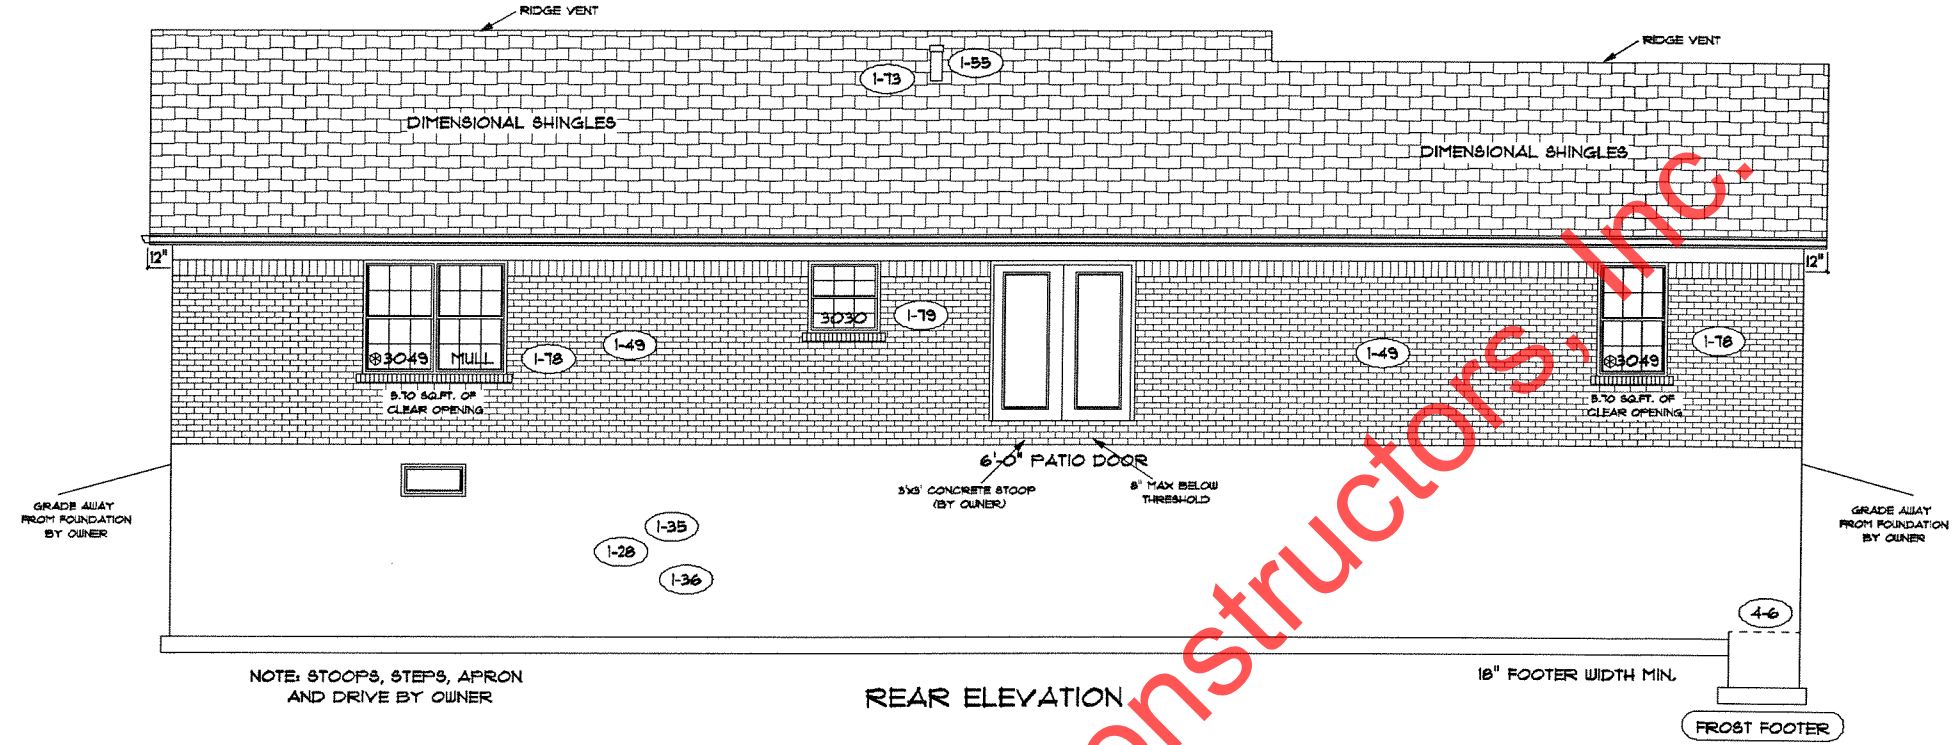 RIDGE VENT
RIDGE VENT
1-55
1-73
DIMENSIONAL SHINGLES
DIMENSIONAL SHINGLES
12"
12"
3030
1-79
1-49
1-49
1-78
1-78
3049 MULL
3049
5.70 SQ.FT. OF
CLEAR OPENING
5.70 SQ.FT. OF
CLEAR OPENING
6'-0" PATIO DOOR
3'X3' CONCRETE STOOP
(BY OWNER)
8" MAX BELOW
THRESHOLD
GRADE AWAY
FROM FOUNDATION
BY OWNER
GRADE AWAY
FROM FOUNDATION
BY OWNER
1-35
1-28
1-36
4-6
NOTE: STOOPS, STEPS, APRON
AND DRIVE BY OWNER
REAR ELEVATION
18" FOOTER WIDTH MIN.
FROST FOOTER
onstructors, Inc.